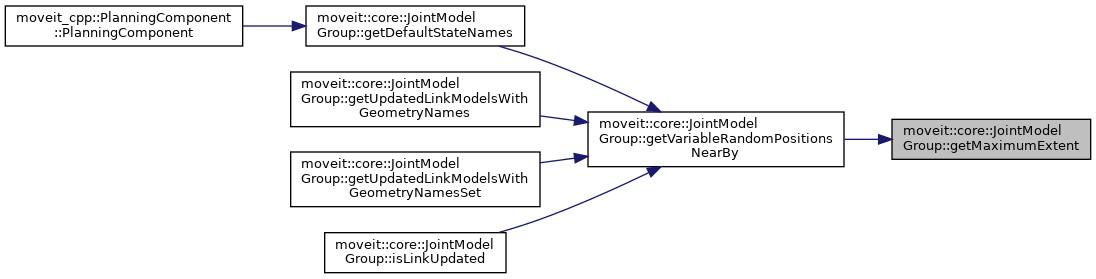 moveit_cpp::PlanningComponent
::PlanningComponent
moveit::core::JointModel
Group::getDefaultStateNames
moveit::core::JointModel
Group::getUpdatedLinkModelsWith
GeometryNames
moveit::core::JointModel
Group::getUpdatedLinkModelsWith
GeometryNamesSet
moveit::core::JointModel
Group::isLinkUpdated
moveit::core::JointModel
Group::getVariableRandomPositions
NearBy
moveit::core::JointModel
Group::getMaximumExtent